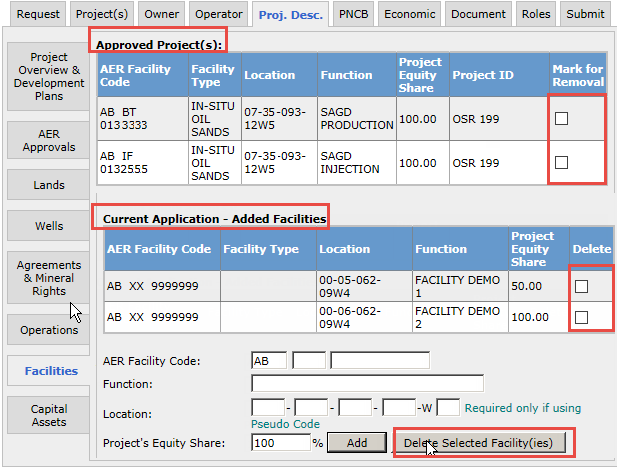 Request Project(s) Owner Operator Proj. Desc. PNCB Economic Document Roles Submit
Project
Overview &
Development
Plans
AER
Approvals
Lands
Wells
Agreements
& Mineral
Rights
Operations
Facilities
Capital
Assets
Approved Project(s):
AER Facility
Code
Facility
Type
Location
Function
Project
Equity
Share
Project ID
Mark for
Removal
AB BT
0133333
IN-SITU
OIL
SANDS
07-35-093-
12W5
SAGD
PRODUCTION
100.00
OSR 199
AB IF
0132555
IN-SITU
OIL
SANDS
07-35-093-
12W5
SAGD
INJECTION
100.00
OSR 199
Current Application - Added Facilities
AER Facility Code
Facility Type
Location
Function
Project
Equity
Share
Delete
AB XX 9999999
00-05-062-
09W4
FACILITY DEMO
1
50.00
AB XX 9999999
00-06-062-
09W4
FACILITY DEMO
2
100.00
AER Facility Code: AB
Function:
Location: - - - -W Required only if using
Pseudo Code
Project's Equity Share: 100 % Add Delete Selected Facility(ies)